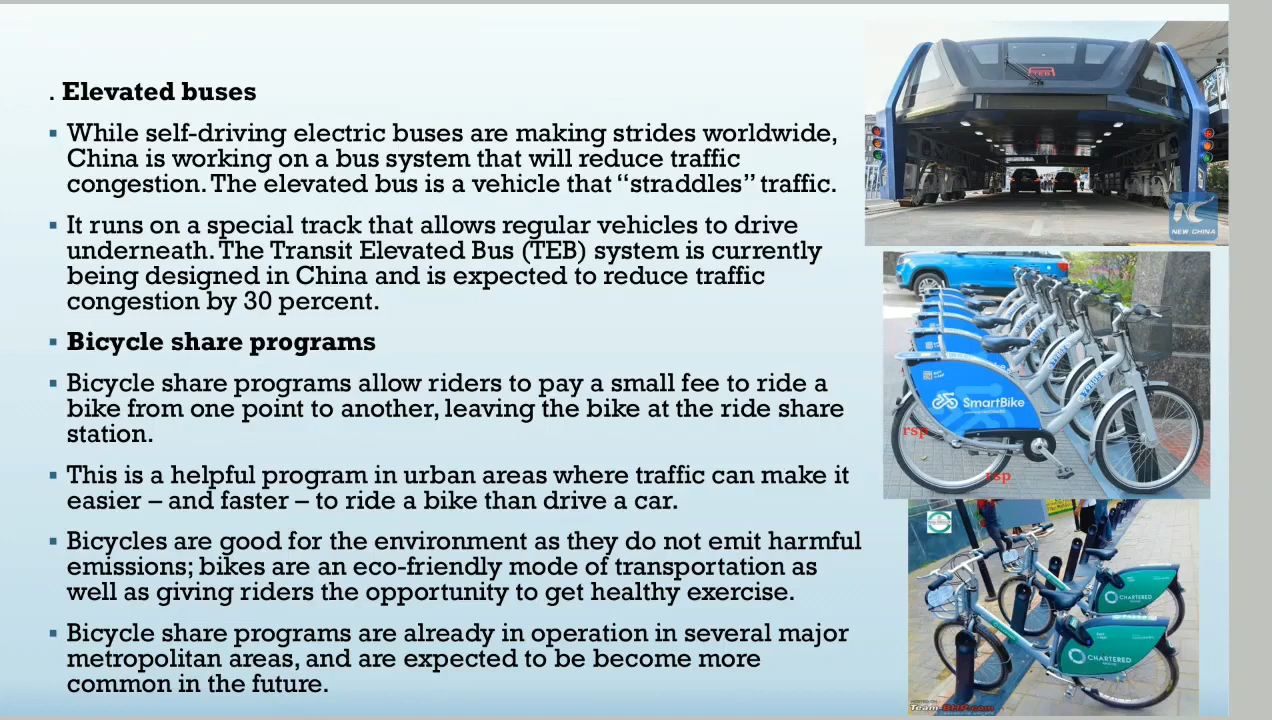 . Elevated buses
▪ While self-driving electric buses are making strides worldwide,
China is working on a bus system that will reduce traffic
congestion. The elevated bus is a vehicle that “straddles” traffic.
▪ It runs on a special track that allows regular vehicles to drive
underneath. The Transit Elevated Bus (TEB) system is currently
being designed in China and is expected to reduce traffic
congestion by 30 percent.
▪ Bicycle share programs
▪ Bicycle share programs allow riders to pay a small fee to ride a
bike from one point to another, leaving the bike at the ride share
station.
▪ This is a helpful program in urban areas where traffic can make it
easier – and faster – to ride a bike than drive a car.
▪ Bicycles are good for the environment as they do not emit harmful
emissions; bikes are an eco-friendly mode of transportation as
well as giving riders the opportunity to get healthy exercise.
▪ Bicycle share programs are already in operation in several major
metropolitan areas, and are expected to be become more
common in the future.
TEB
NEW CHINA
SmartBike
rsp
rsp
CHARTERED
CHARTERED
Team-BHP.com